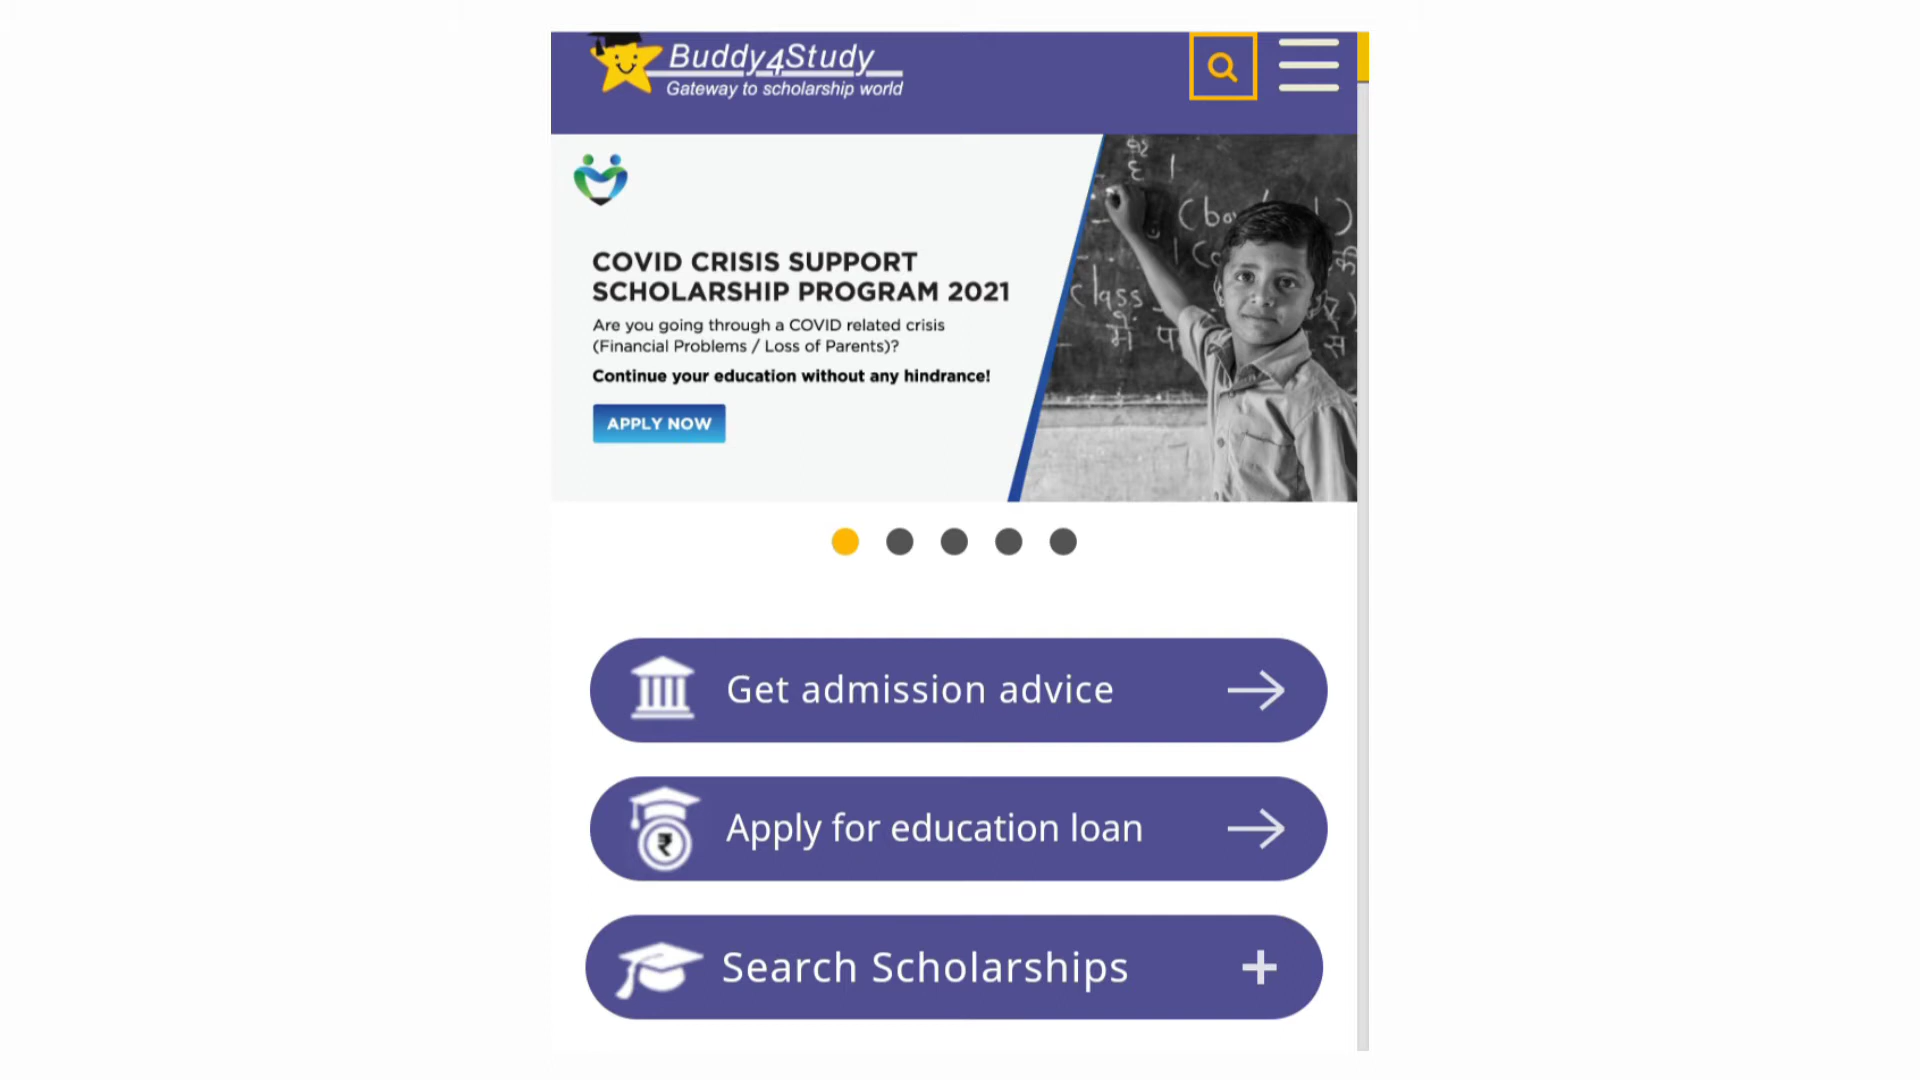 Buddy4Study
Gateway to scholarship world
COVID CRISIS SUPPORT
SCHOLARSHIP PROGRAM 2021
Are you going through a COVID related crisis
(Financial Problems / Loss of Parents)?
Continue your education without any hindrance!
APPLY NOW
class
में
Get admission advice
₹
Apply for education loan
Search Scholarships